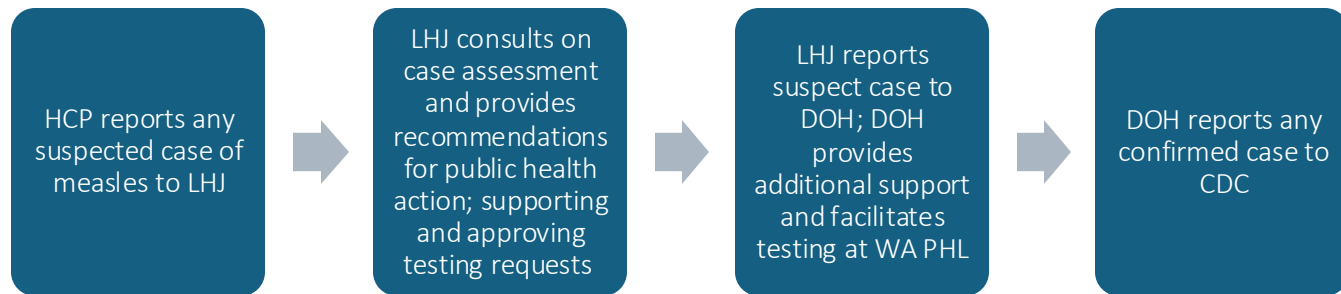 HCP reports any
suspected case of
measles to LHJ
LHJ consults on
case assessment
and provides
recommendations
for public health
action; supporting
and approving
testing requests
LHJ reports
suspect case to
DOH; DOH
provides
additional support
and facilitates
testing at WA PHL
DOH reports any
confirmed case to
CDC